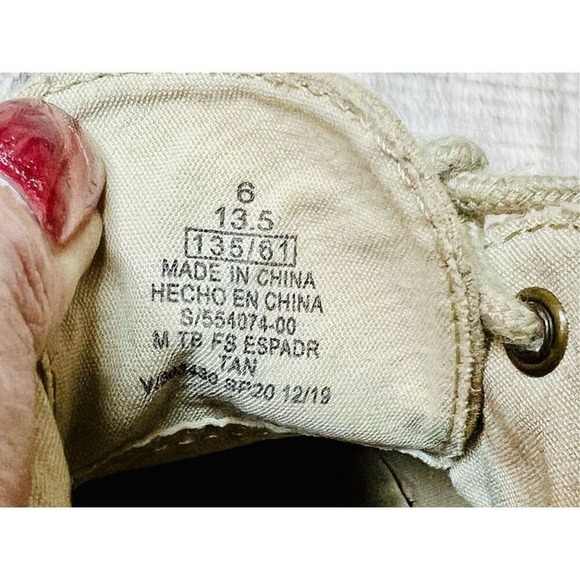 6
13.5
135/61
MADE IN CHINA
HECHO EN CHINA
S/554074-00
M TB FS ESPADR
TAN
SP20 12/19